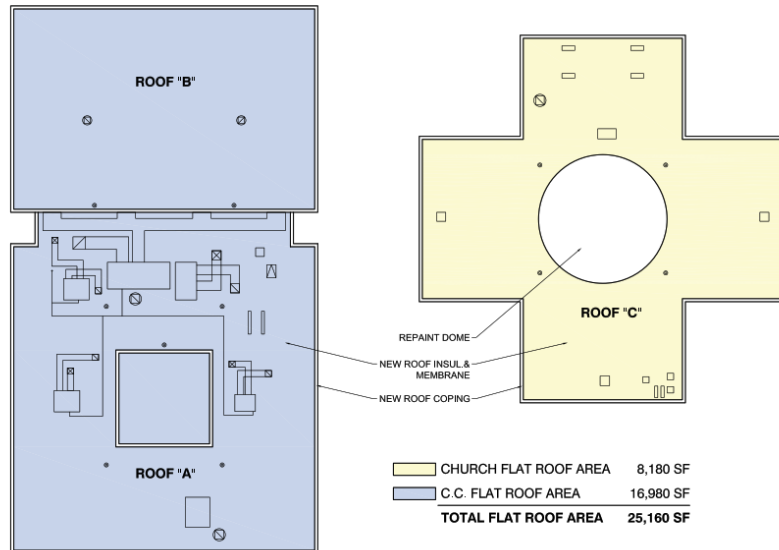 ROOF "B"
ROOF "C"
REPAINT DOME
NEW ROOF INSUL.&
MEMBRANE
NEW ROOF COPING
ROOF "A"
CHURCH FLAT ROOF AREA 8,180 SF
C.C. FLAT ROOF AREA 16,980 SF
TOTAL FLAT ROOF AREA 25,160 SF